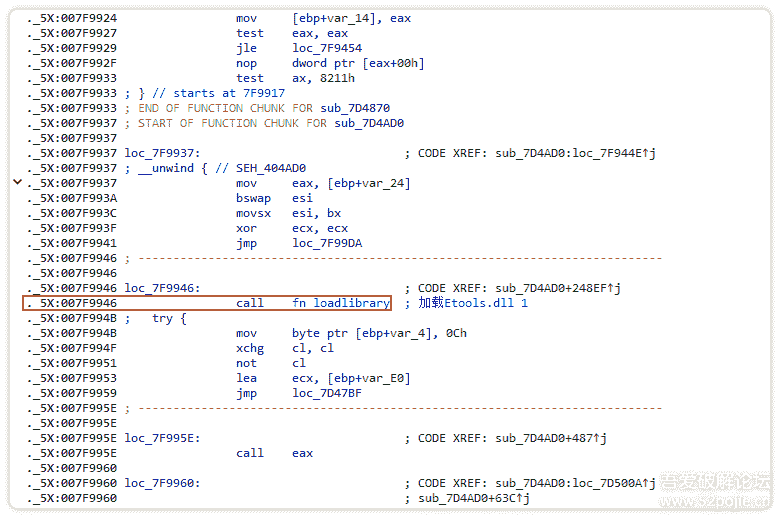 ._5X:007F9924 mov [ebp+var_14], eax
._5X:007F9927 test eax, eax
._5X:007F9929 jle loc_7F9454
._5X:007F992F nop dword ptr [eax+00h]
._5X:007F9933 test ax, 8211h
._5X:007F9933 ; } // starts at 7F9917
._5X:007F9933 ; END OF FUNCTION CHUNK FOR sub_7D4870
._5X:007F9937 ; START OF FUNCTION CHUNK FOR sub_7D4AD0
._5X:007F9937
._5X:007F9937 loc_7F9937: ; CODE XREF: sub_7D4AD0:loc_7F944E↑j
._5X:007F9937 ; __unwind { // SEH_404AD0
._5X:007F9937 mov eax, [ebp+var_24]
._5X:007F993A bswap esi
._5X:007F993C movsx esi, bx
._5X:007F993F xor ecx, ecx
._5X:007F9941 jmp loc_7F99DA
._5X:007F9946 ; ---------------------------------------------------------------------------
._5X:007F9946
._5X:007F9946 loc_7F9946: ; CODE XREF: sub_7D4AD0+248EF↑j
._5X:007F9946 call fn_loadlibrary ; 加载Etools.dll 1
._5X:007F994B ; try {
._5X:007F994B mov byte ptr [ebp+var_4], 0Ch
._5X:007F994F xchg cl, cl
._5X:007F9951 not cl
._5X:007F9953 lea ecx, [ebp+var_E0]
._5X:007F9959 jmp loc_7D47BF
._5X:007F995E ; ---------------------------------------------------------------------------
._5X:007F995E
._5X:007F995E loc_7F995E: ; CODE XREF: sub_7D4AD0+487↑j
._5X:007F995E call eax
._5X:007F9960
._5X:007F9960 loc_7F9960: ; CODE XREF: sub_7D4AD0:loc_7D500A↑j
._5X:007F9960 ; sub_7D4AD0+63C↑j
吾爱破解论坛
www.52pojie.cn